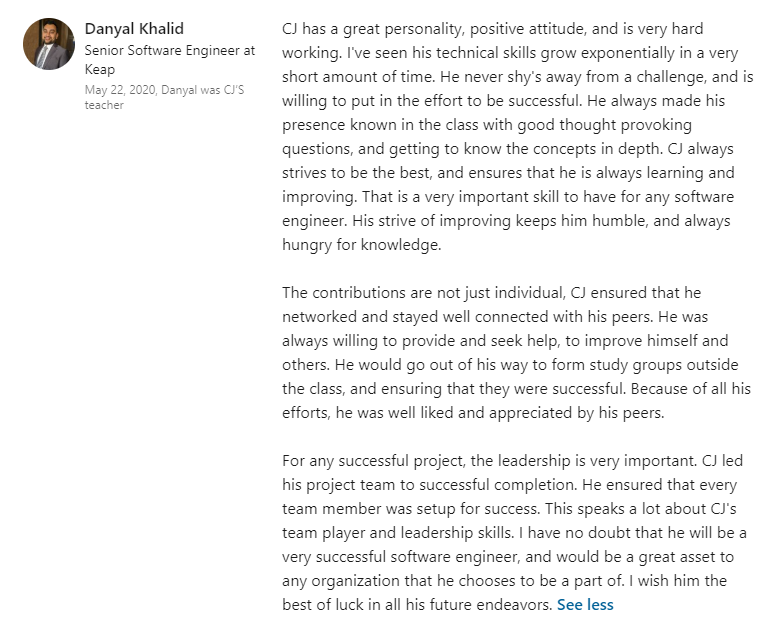 Danyal Khalid
Senior Software Engineer at
Keap
May 22, 2020, Danyal was CJ'S
teacher
CJ has a great personality, positive attitude, and is very hard
working. I've seen his technical skills grow exponentially in a very
short amount of time. He never shy's away from a challenge, and is
willing to put in the effort to be successful. He always made his
presence known in the class with good thought provoking
questions, and getting to know the concepts in depth. CJ always
strives to be the best, and ensures that he is always learning and
improving. That is a very important skill to have for any software
engineer. His strive of improving keeps him humble, and always
hungry for knowledge.
The contributions are not just individual, CJ ensured that he
networked and stayed well connected with his peers. He was
always willing to provide and seek help, to improve himself and
others. He would go out of his way to form study groups outside
the class, and ensuring that they were successful. Because of all his
efforts, he was well liked and appreciated by his peers.
For any successful project, the leadership is very important. CJ led
his project team to successful completion. He ensured that every
team member was setup for success. This speaks a lot about CJ's
team player and leadership skills. I have no doubt that he will be a
very successful software engineer, and would be a great asset to
any organization that he chooses to be a part of. I wish him the
best of luck in all his future endeavors. See less